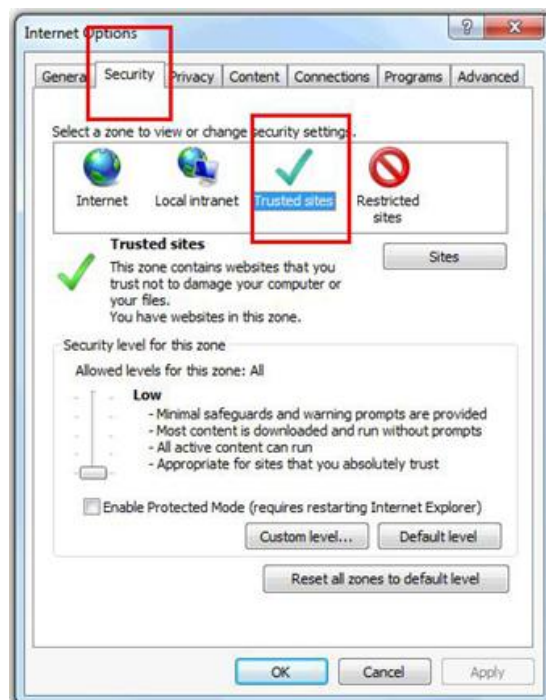 Internet Options
General Security Privacy Content Connections Programs Advanced
Select a zone to view or change security settings.
Internet Local intranet Trusted sites Restricted sites
Trusted sites
Sites
This zone contains websites that you
trust not to damage your computer or
your files.
You have websites in this zone.
Security level for this zone
Allowed levels for this zone: All
Low
- Minimal safeguards and warning prompts are provided
- Most content is downloaded and run without prompts
- All active content can run
- Appropriate for sites that you absolutely trust
Enable Protected Mode (requires restarting Internet Explorer)
Custom level... Default level
Reset all zones to default level
OK Cancel Apply